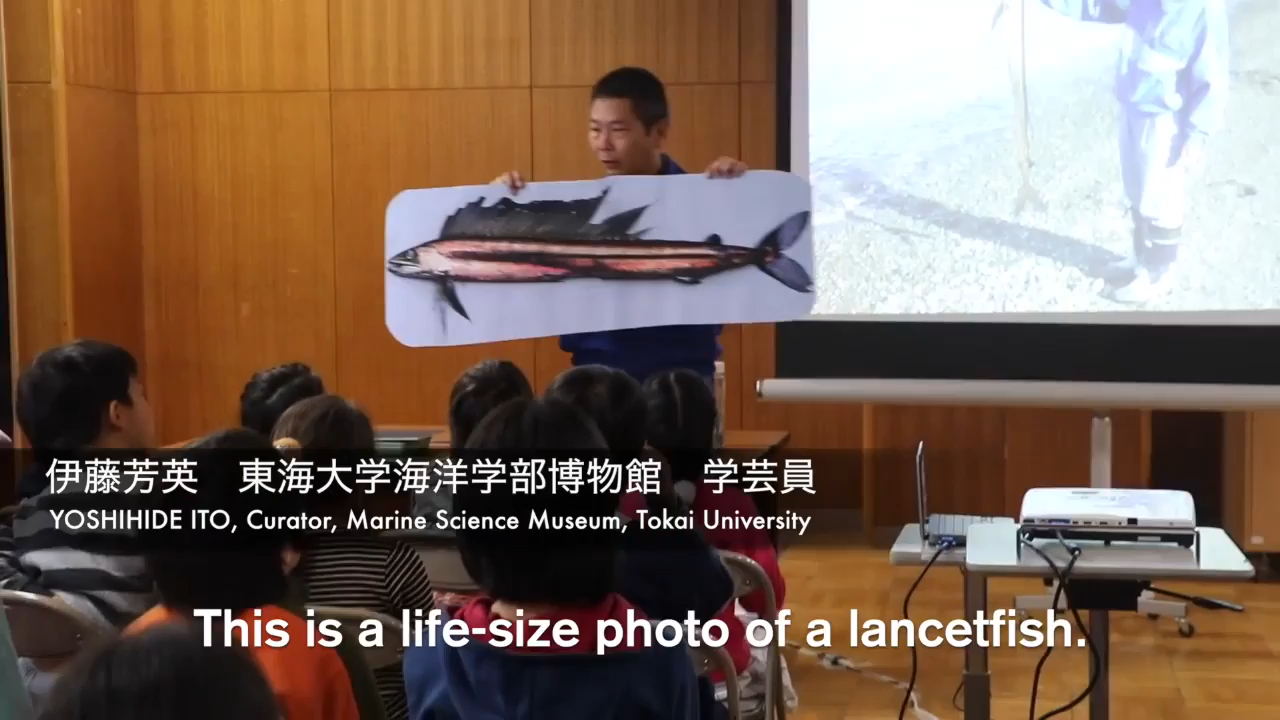 伊藤芳英　東海大学海洋学部博物館　学芸員
YOSHIHIDE ITO, Curator, Marine Science Museum, Tokai University
This is a life-size photo of a lancetfish.